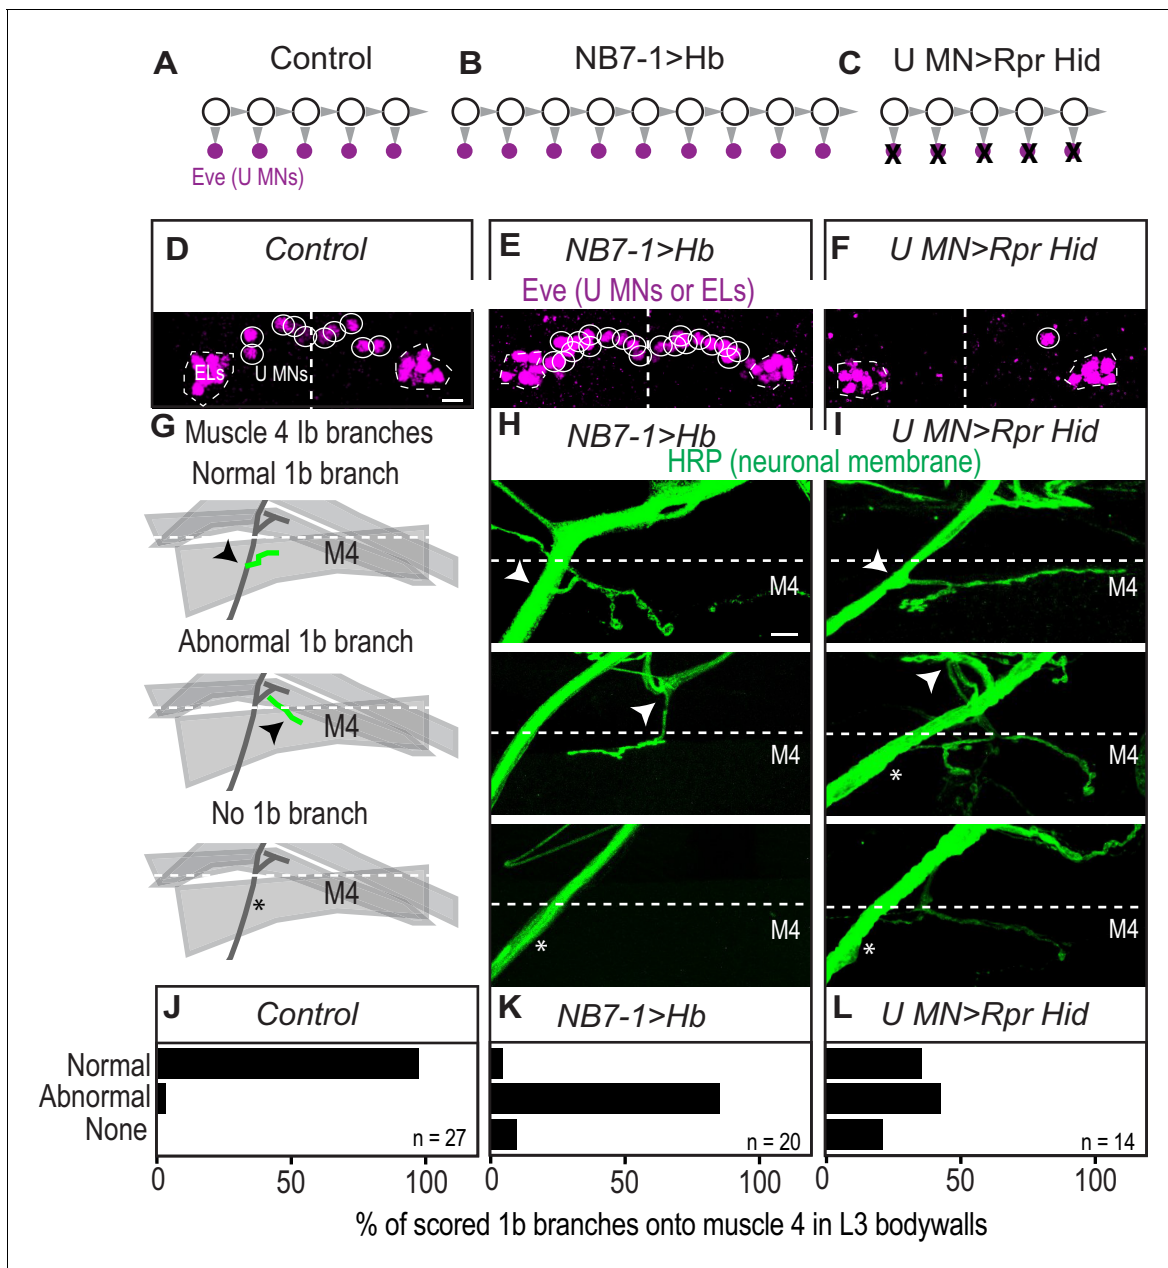 A Control
B NB7-1>Hb
C U MN>Rpr Hid
X X X X X
Eve (U MNs)
D Control
E NB7-1>Hb
F U MN>Rpr Hid
Eve (U MNs or ELs)
ELs
U MNs
G Muscle 4 Ib branches
H NB7-1>Hb
I U MN>Rpr Hid
HRP (neuronal membrane)
Normal 1b branch
M4
M4
M4
Abnormal 1b branch
M4
M4
M4
*
No 1b branch
M4
*
M4
*
M4
*
J Control
K NB7-1>Hb
L U MN>Rpr Hid
Normal
Abnormal
None
n = 27
n = 20
n = 14
0 50 100
0 50 100
0 50 100
% of scored 1b branches onto muscle 4 in L3 bodywalls